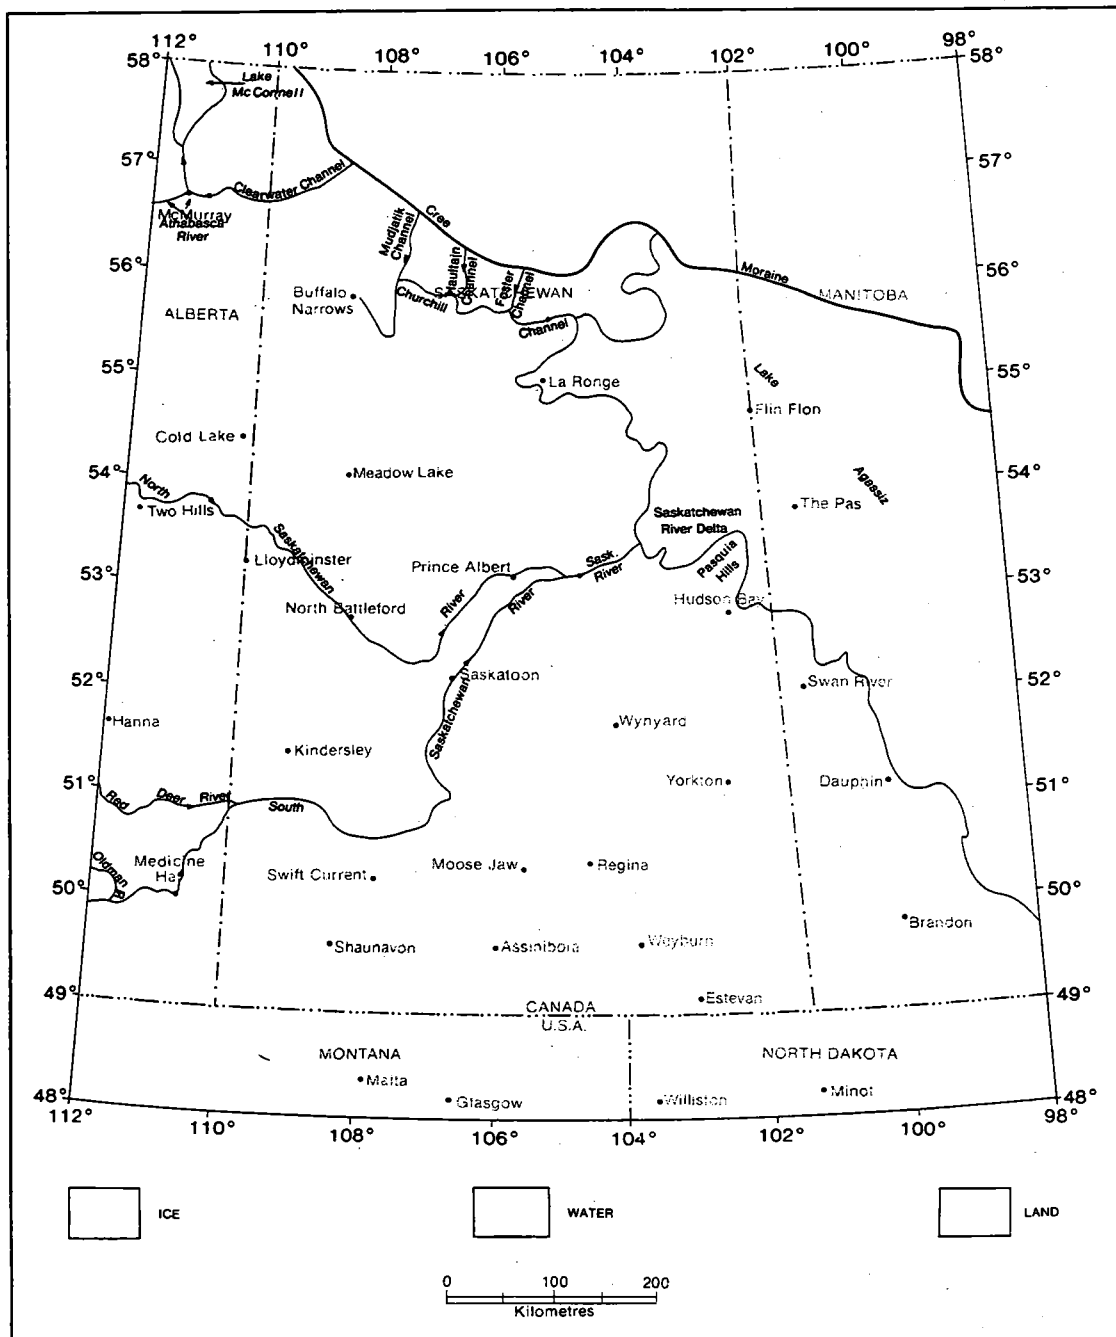 112° 110° 108° 106° 104° 102° 100° 98°
58° 58°
Lake
McConnell
57° 57°
Clearwater Channel
McMurray
Athabasca
River
Mudjatik
Channel
Cree
Haultain
Channel
Foster
Channel
Moraine
56° 56°
Buffalo
Narrows
Churchill
SASKATCHEWAN
Channel
MANITOBA
ALBERTA
55° 55°
La Ronge
Lake
Flin Flon
Cold Lake
54° 54°
Meadow Lake
Agassiz
North
Two Hills
The Pas
Saskatchewan
River Delta
Saskatchewan
Lloydminster
Prince Albert
Sask.
River
Pasquia
Hills
53° 53°
North Battleford
River
River
Hudson Bay
52° 52°
Saskatoon
Saskatchewan
Swan River
Hanna
Wynyard
Kindersley
51° 51°
Yorkton
Dauphin
Red Deer River
South
Oldman
R
Medicine
Hat
Swift Current
Moose Jaw
Regina
50° 50°
Brandon
Shaunavon
Assiniboia
Weyburn
49° 49°
Estevan
CANADA
U.S.A.
MONTANA
NORTH DAKOTA
Malta
Minot
48° 48°
Glasgow
Williston
112° 110° 108° 106° 104° 102° 100° 98°
ICE WATER LAND
0 100 200
Kilometres